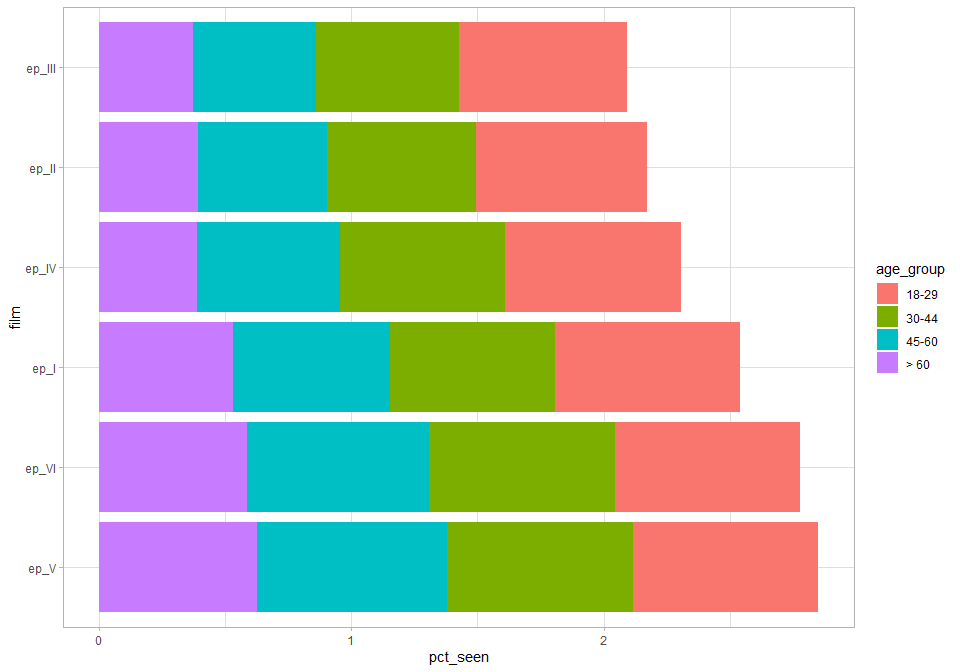 ep_III
ep_II
ep_IV
ep_I
ep_VI
ep_V
film
0
1
2
pct_seen
age_group
18-29
30-44
45-60
> 60